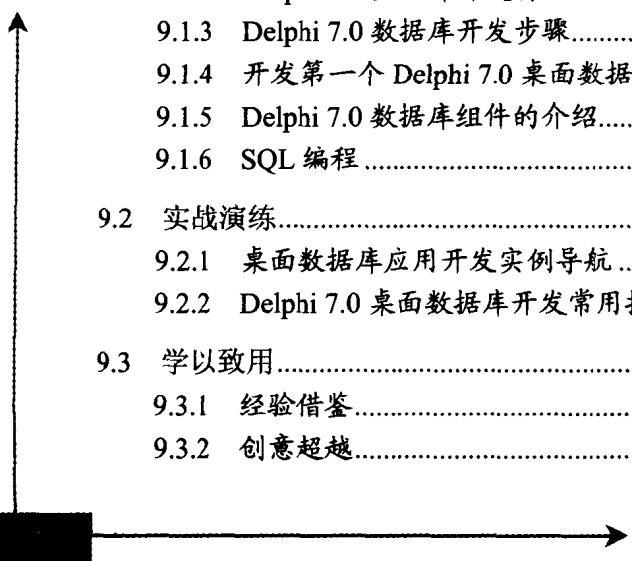 9.1.3 Delphi 7.0 数据库开发步骤
9.1.4 开发第一个 Delphi 7.0 桌面数据
9.1.5 Delphi 7.0 数据库组件的介绍
9.1.6 SQL 编程
9.2 实战演练
9.2.1 桌面数据库应用开发实例导航
9.2.2 Delphi 7.0 桌面数据库开发常用
9.3 学以致用
9.3.1 经验借鉴
9.3.2 创意超越